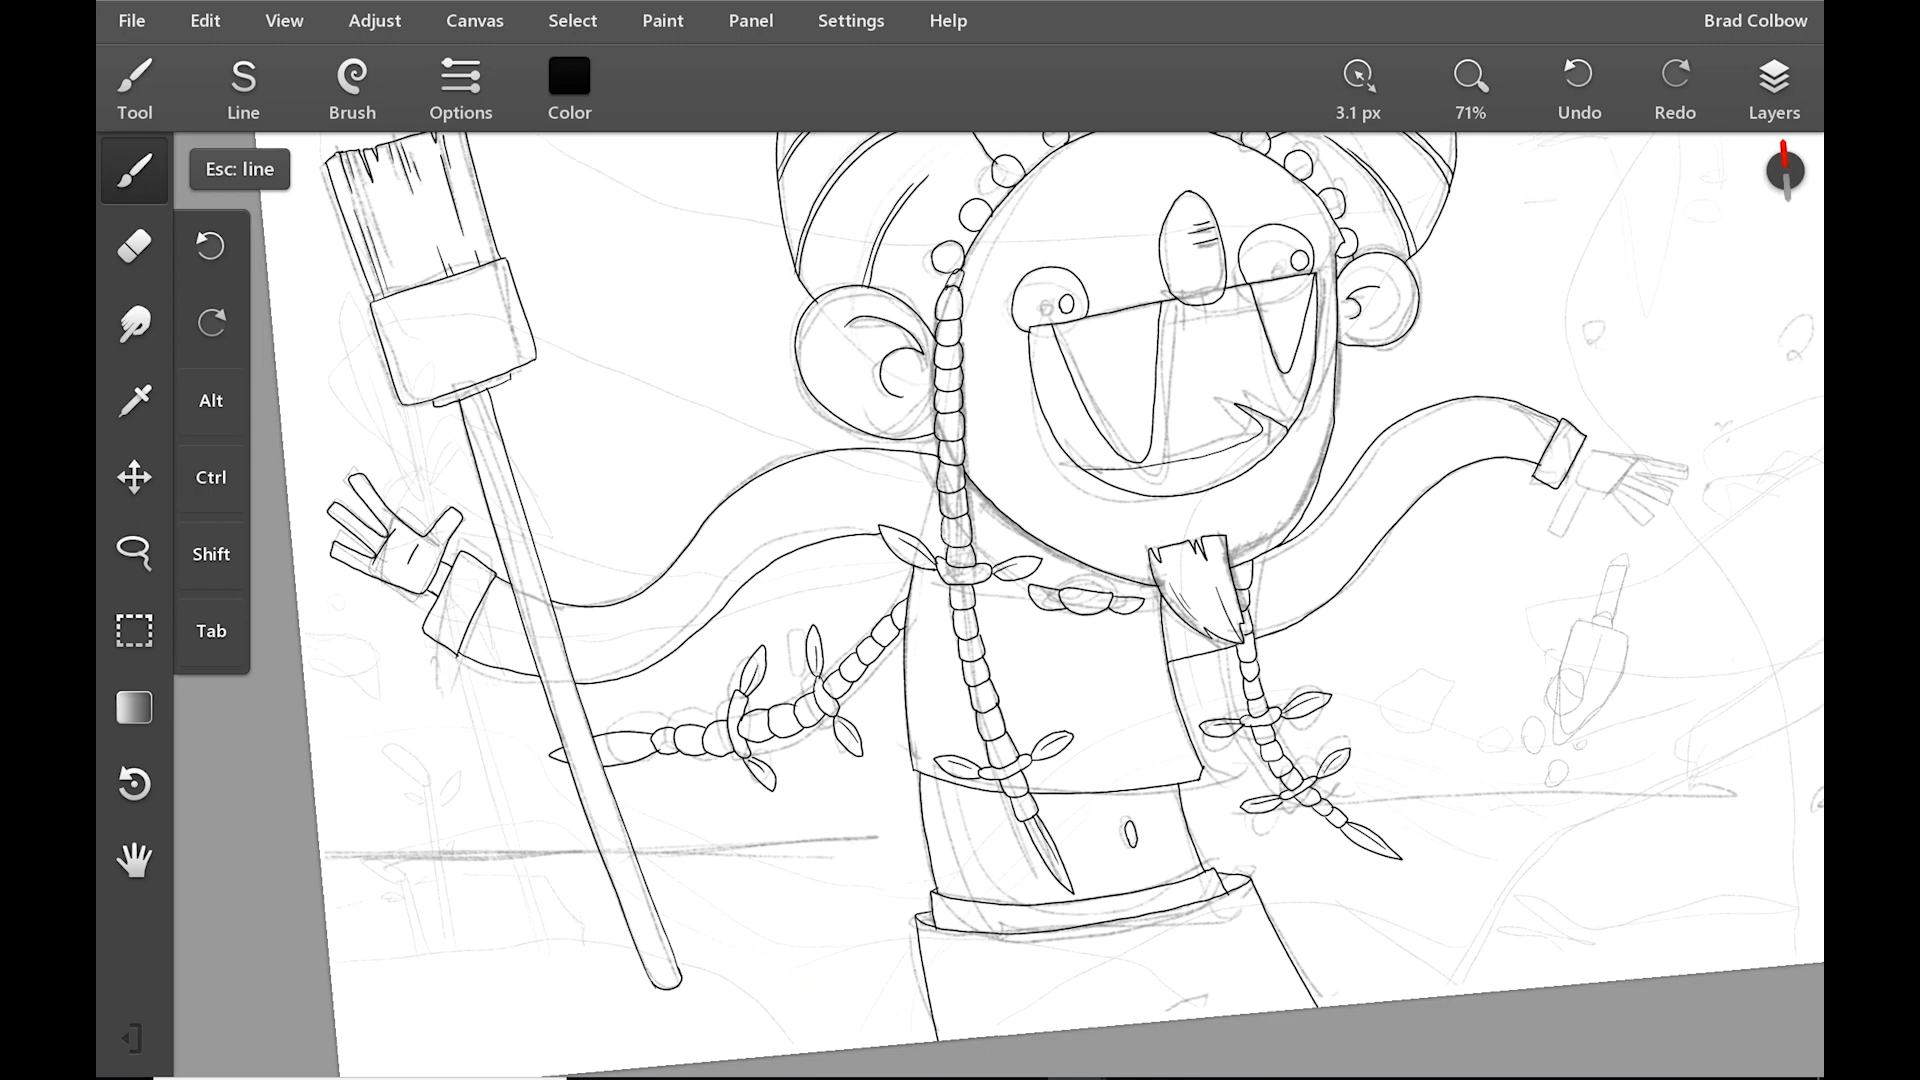 File Edit View Adjust Canvas Select Paint Panel Settings Help Brad Colbow
Tool Line Brush Options Color 3.1 px 71% Undo Redo Layers
Esc: line
Alt
Ctrl
Shift
Tab